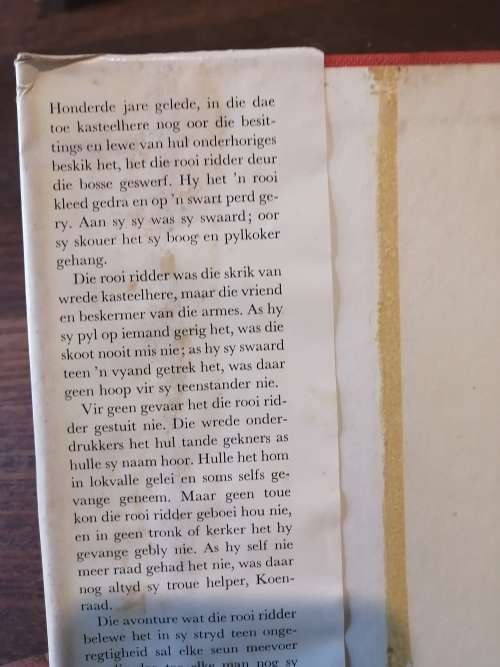 Honderde jare gelede, in die dae
toe kasteelhere nog oor die besit-
tings en lewe van hul onderhoriges
beskik het, het die rooi ridder deur
die bosse geswerf. Hy het 'n rooi
kleed gedra en op 'n swart perd ge-
ry. Aan sy sy was sy swaard; oor
sy skouer het sy boog en pylkoker
gehang.
Die rooi ridder was die skrik van
wrede kasteelhere, maar die vriend
en beskermer van die armes. As hy
sy pyl op iemand gerig het, was die
skoot nooit mis nie; as hy sy swaard
teen 'n vyand getrek het, was daar
geen hoop vir sy teenstander nie.
Vir geen gevaar het die rooi rid-
der gestuit nie. Die wrede onder-
drukkers het hul tande gekners as
hulle sy naam hoor. Hulle het hom
in lokvalle gelei en soms selfs ge-
vange geneem. Maar geen toue
kon die rooi ridder geboei hou nie,
en in geen tronk of kerker het hy
gevange gebly nie. As hy self nie
meer raad gehad het nie, was daar
nog altyd sy troue helper, Koen-
raad.
Die avonture wat die rooi ridder
belewe het in sy stryd teen onge-
regtigheid sal elke seun meevoer
elke man nog sy